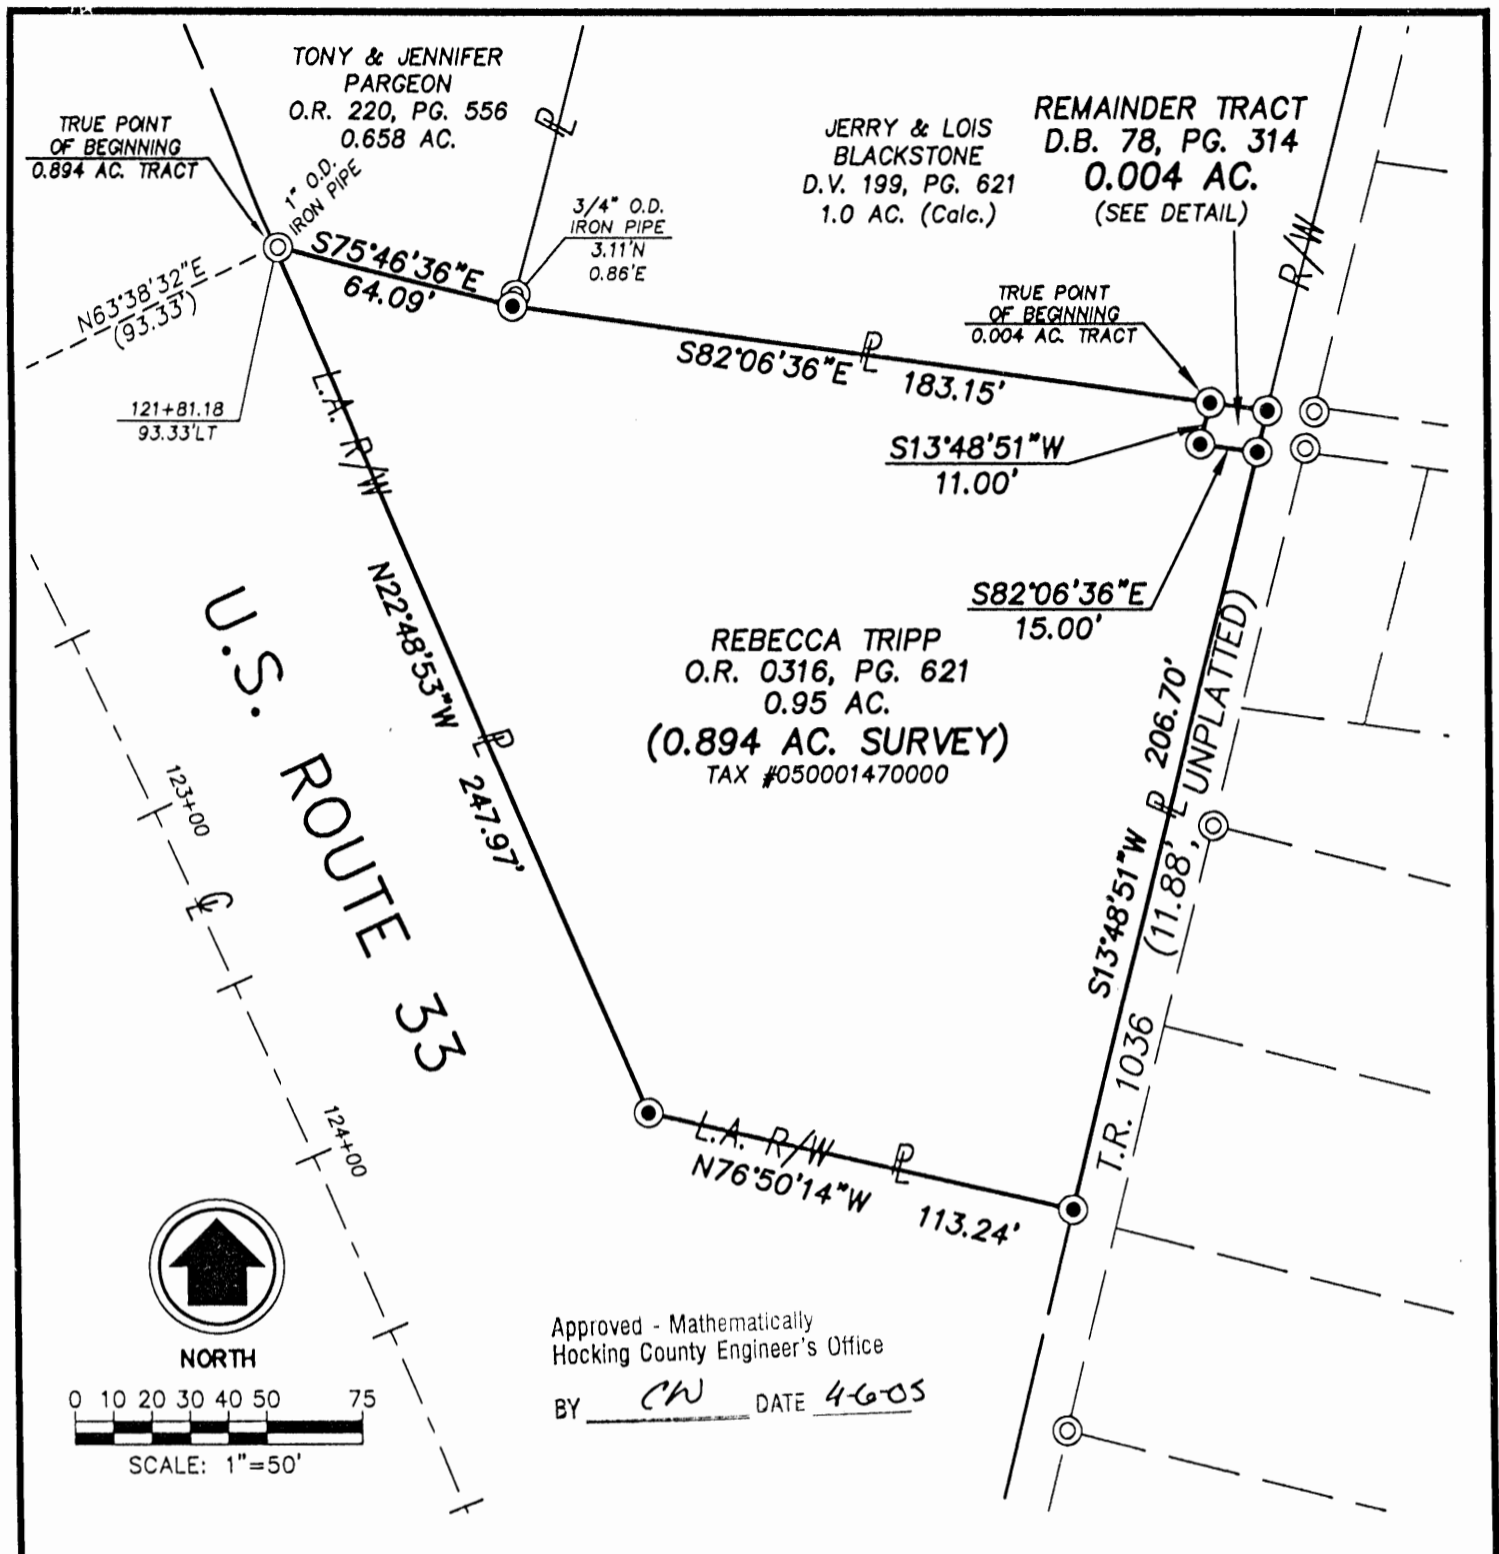 TONY & JENNIFER
PARGEON
O.R. 220, PG. 556
0.658 AC.
TRUE POINT
OF BEGINNING
0.894 AC. TRACT
1" O.D.
IRON PIPE
JERRY & LOIS
BLACKSTONE
D.V. 199, PG. 621
1.0 AC. (Calc.)
REMAINDER TRACT
D.B. 78, PG. 314
0.004 AC.
(SEE DETAIL)
R/W
3/4" O.D.
IRON PIPE
3.11'N
0.86'E
PL
S75°46'36"E
64.09'
N63°38'32"E
(93.33')
TRUE POINT
OF BEGINNING
0.004 AC. TRACT
S82°06'36"E PL 183.15'
121+81.18
93.33'LT
L.A. R/W
S13°48'51"W
11.00'
S82°06'36"E
15.00'
N22°48'53"W PL 247.97'
REBECCA TRIPP
O.R. 0316, PG. 621
0.95 AC.
(0.894 AC. SURVEY)
TAX #050001470000
U.S. ROUTE 33
123+00
CL
124+00
S13°48'51"W PL 206.70'
T.R. 1036 (11.88', UNPLATTED)
L.A. R/W PL
N76°50'14"W 113.24'
NORTH
0 10 20 30 40 50 75
SCALE: 1"=50'
Approved - Mathematically
Hocking County Engineer's Office
BY CW DATE 4-6-05